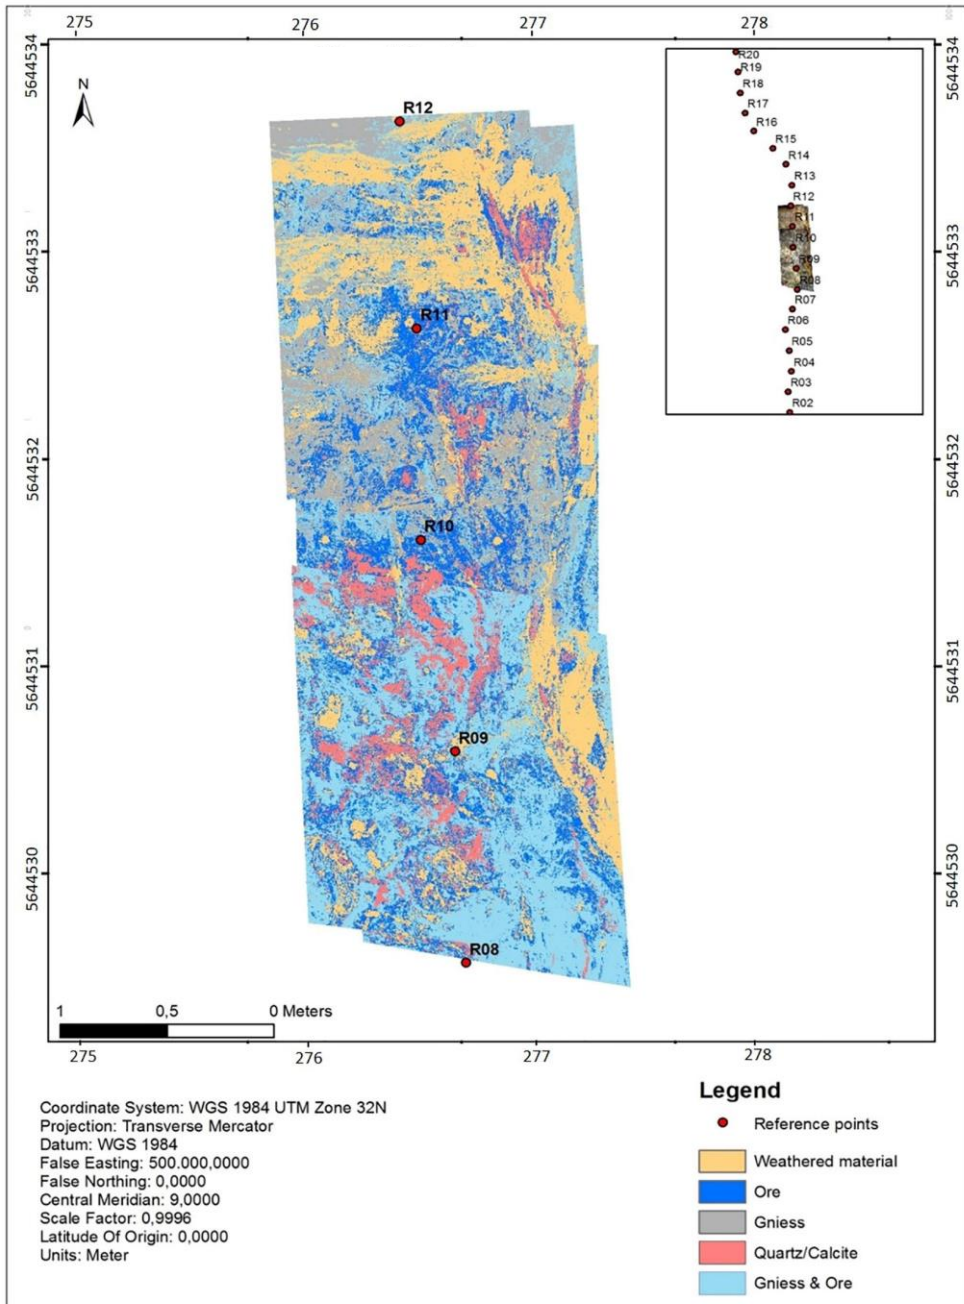 275
276
277
278
5644534
5644534
N
R12
R20
R19
R18
R17
R16
R15
R14
R13
R12
R11
R10
R09
R08
R07
R06
R05
R04
R03
R02
5644533
5644533
R11
5644532
5644532
R10
5644531
5644531
R09
5644530
5644530
R08
1 0,5 0 Meters
275
276
277
278
Coordinate System: WGS 1984 UTM Zone 32N
Projection: Transverse Mercator
Datum: WGS 1984
False Easting: 500.000,0000
False Northing: 0,0000
Central Meridian: 9,0000
Scale Factor: 0,9996
Latitude Of Origin: 0,0000
Units: Meter
Legend
Reference points
Weathered material
Ore
Gniess
Quartz/Calcite
Gniess & Ore